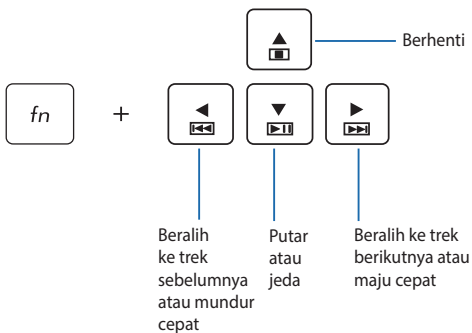 Berhenti
fn
+
Beralih
ke trek
sebelumnya
atau mundur
cepat
Putar
atau
jeda
Beralih ke trek
berikutnya atau
maju cepat